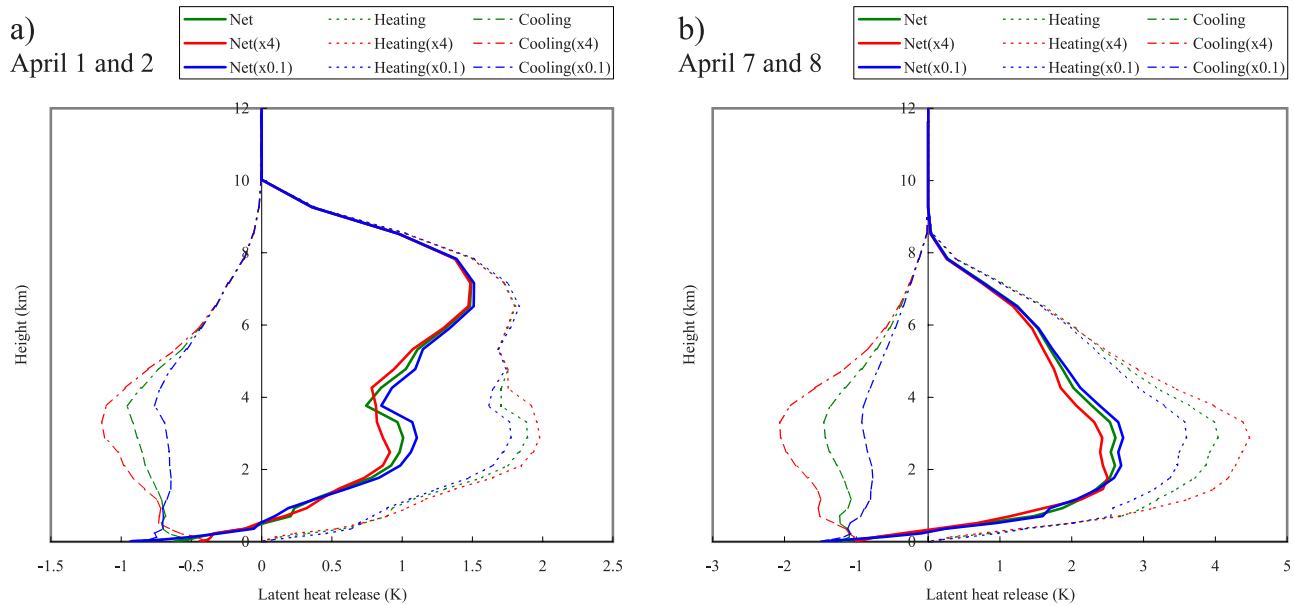 a)
April 1 and 2
Net Heating Cooling
Net(x4) Heating(x4) Cooling(x4)
Net(x0.1) Heating(x0.1) Cooling(x0.1)
12
10
8
6
4
2
0
Height (km)
-1.5 -1 -0.5 0 0.5 1 1.5 2 2.5
Latent heat release (K)
b)
April 7 and 8
Net Heating Cooling
Net(x4) Heating(x4) Cooling(x4)
Net(x0.1) Heating(x0.1) Cooling(x0.1)
12
10
8
6
4
2
0
Height (km)
-3 -2 -1 0 1 2 3 4 5
Latent heat release (K)